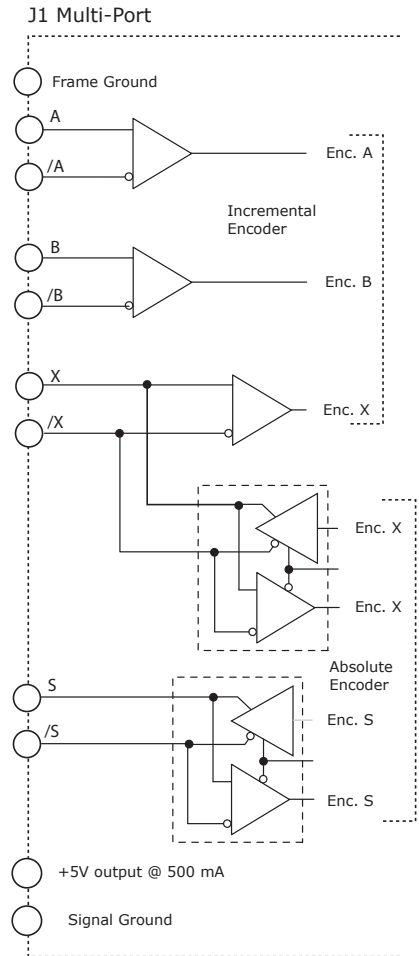 J1 Multi-Port
Frame Ground
A
/A
Enc. A
Incremental
Encoder
B
/B
Enc. B
X
/X
Enc. X
Enc. X
Enc. X
Absolute
Encoder
S
/S
Enc. S
Enc. S
+5V output @ 500 mA
Signal Ground